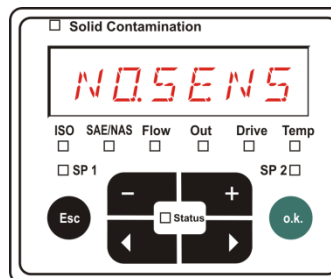 Solid Contamination
NO.SENS
ISO SAE/NAS Flow Out Drive Temp
SP 1 SP 2
- +
Esc Status o.k.